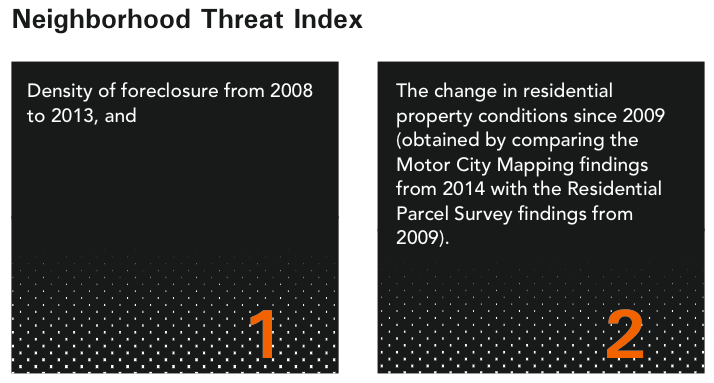 Neighborhood Threat Index
Density of foreclosure from 2008
to 2013, and
1
The change in residential
property conditions since 2009
(obtained by comparing the
Motor City Mapping findings
from 2014 with the Residential
Parcel Survey findings from
2009).
2